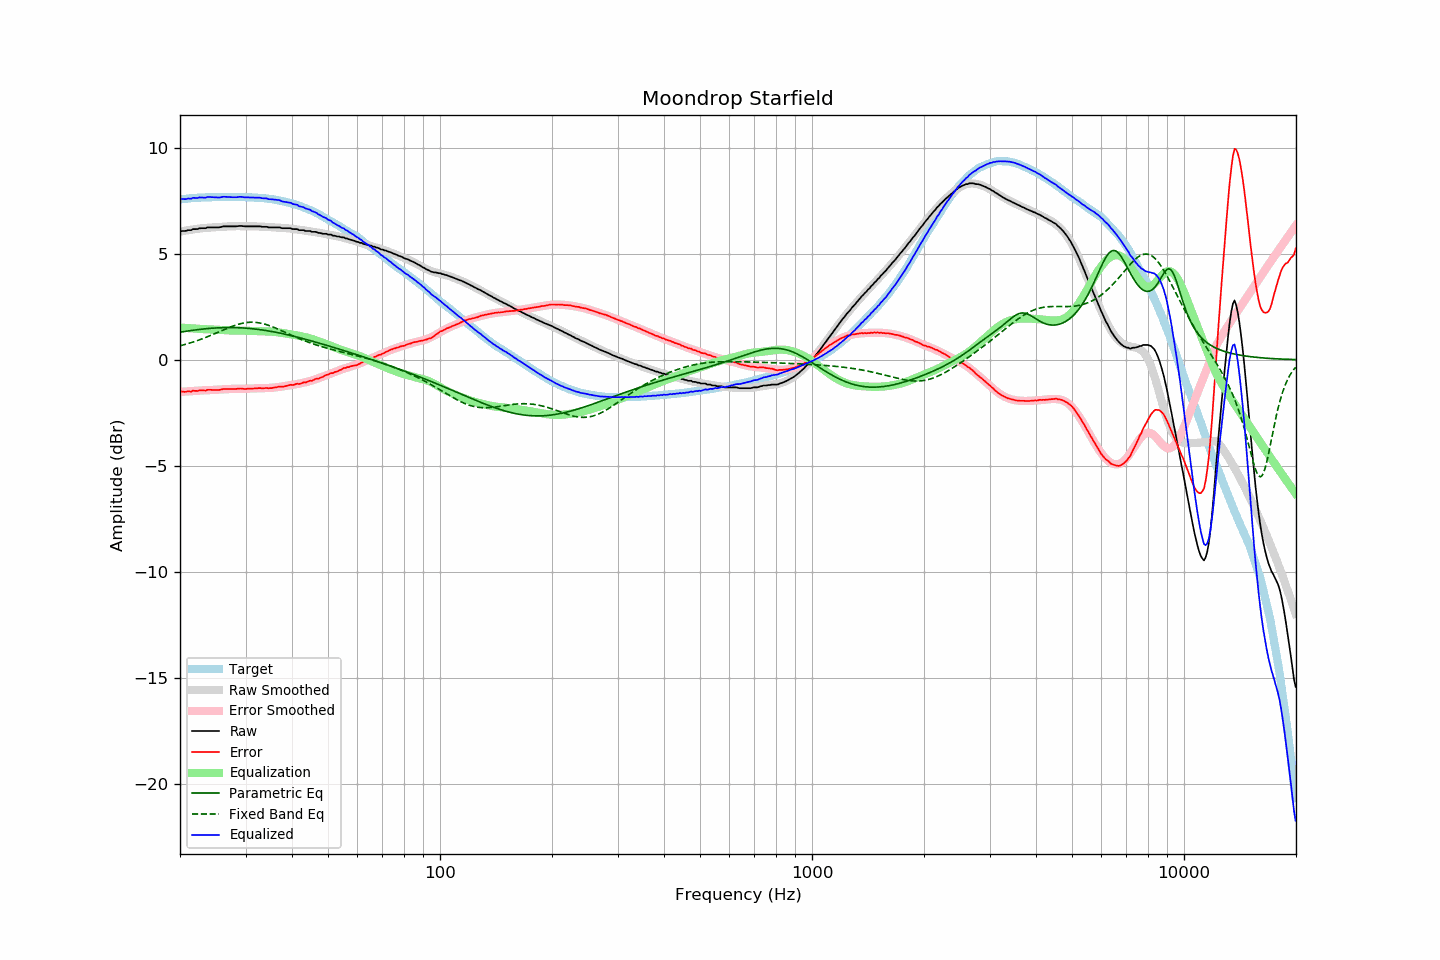 Moondrop Starfield
10
5
0
−5
−10
−15
−20
Amplitude (dBr)
Target
Raw Smoothed
Error Smoothed
Raw
Error
Equalization
Parametric Eq
Fixed Band Eq
Equalized
100
1000
10000
Frequency (Hz)